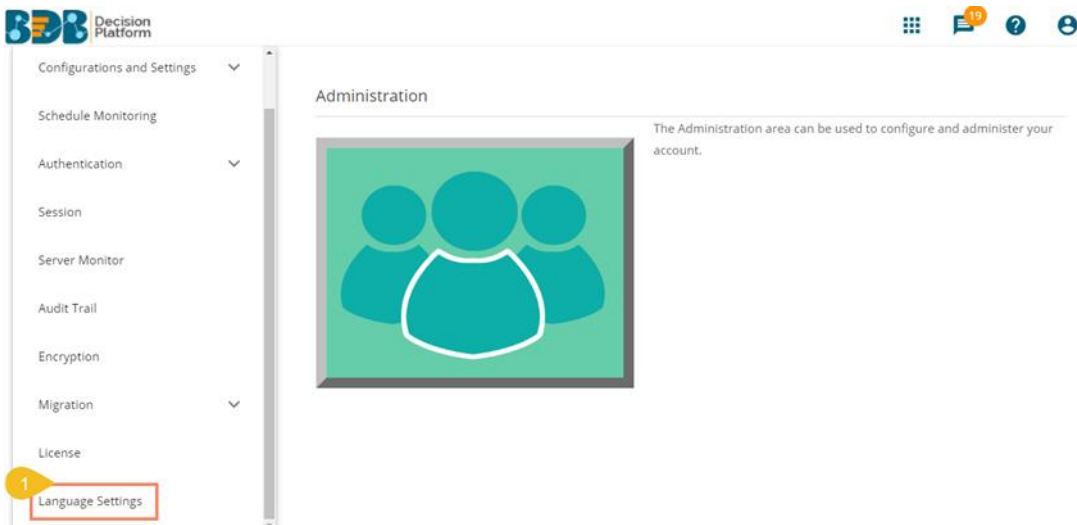 BDB Decision
Platform
19
Configurations and Settings
Schedule Monitoring
Authentication
Session
Server Monitor
Audit Trail
Encryption
Migration
License
1
Language Settings
Administration
The Administration area can be used to configure and administer your
account.